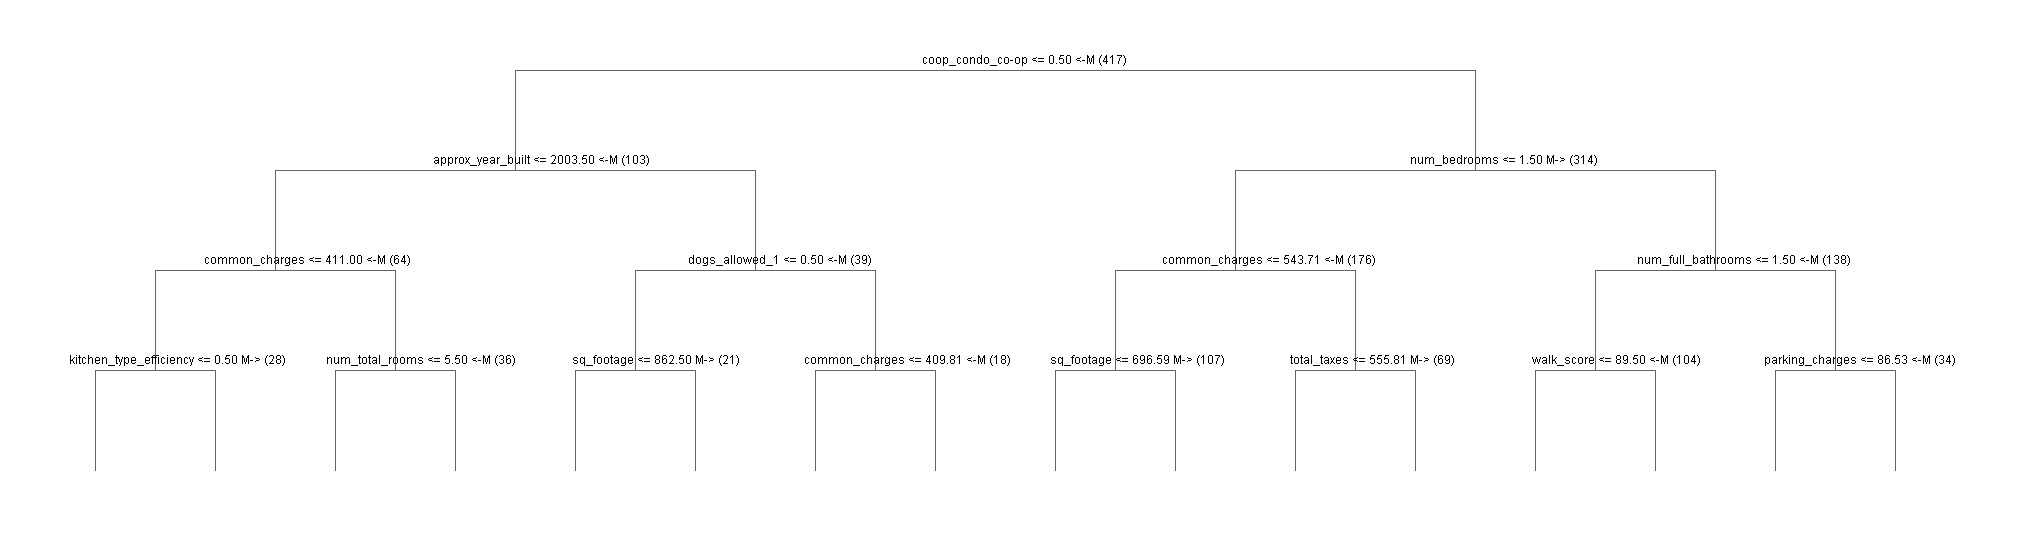 coop_condo_co-op <= 0.50 <-M (417)
approx_year_built <= 2003.50 <-M (103)
num_bedrooms <= 1.50 M-> (314)
common_charges <= 411.00 <-M (64)
dogs_allowed_1 <= 0.50 <-M (39)
common_charges <= 543.71 <-M (176)
num_full_bathrooms <= 1.50 <-M (138)
kitchen_type_efficiency <= 0.50 M-> (28)
num_total_rooms <= 5.50 <-M (36)
sq_footage <= 862.50 M-> (21)
common_charges <= 409.81 <-M (18)
sq_footage <= 696.59 M-> (107)
total_taxes <= 555.81 M-> (69)
walk_score <= 89.50 <-M (104)
parking_charges <= 86.53 <-M (34)